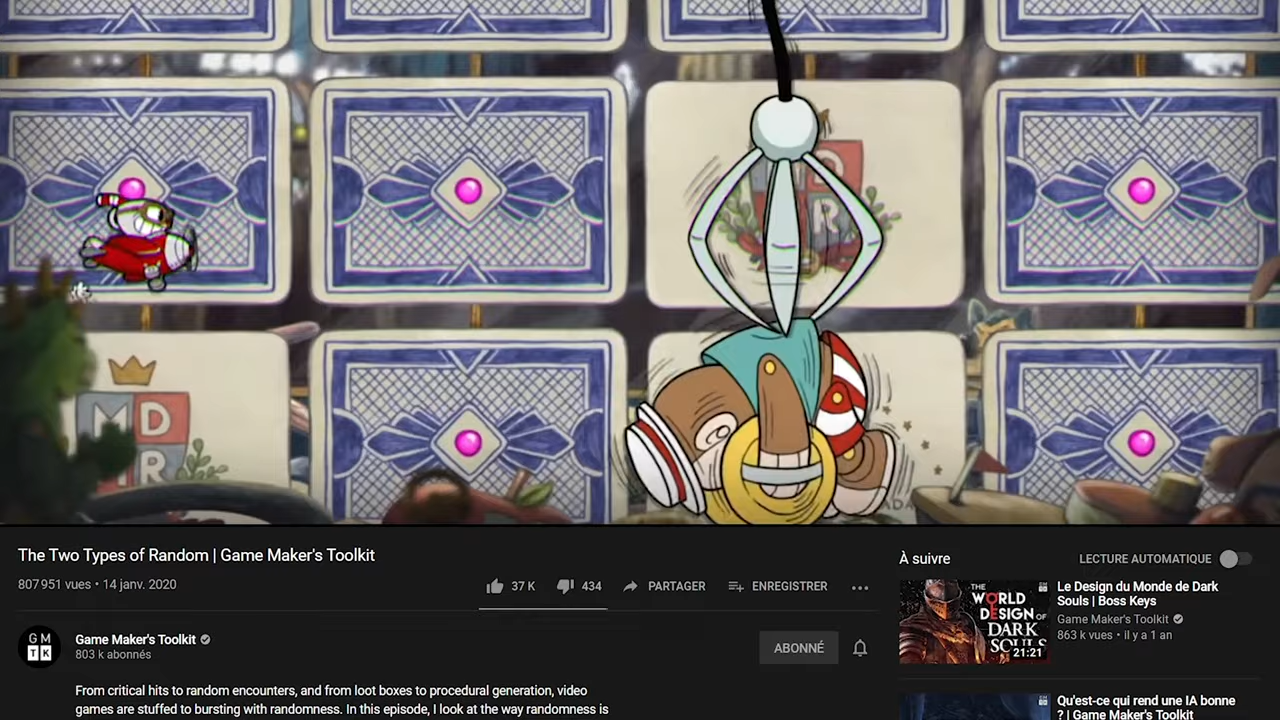 MD
R
MD
R
ADA
The Two Types of Random | Game Maker's Toolkit
807 951 vues • 14 janv. 2020
37 K
434
PARTAGER
ENREGISTRER
GM
TK
Game Maker's Toolkit
803 k abonnés
ABONNÉ
From critical hits to random encounters, and from loot boxes to procedural generation, video
games are stuffed to bursting with randomness. In this episode, I look at the way randomness is
À suivre
LECTURE AUTOMATIQUE
THE
WORLD
DESIGN OF
DARK
SOULS
21:21
Le Design du Monde de Dark
Souls | Boss Keys
Game Maker's Toolkit
863 k vues • il y a 1 an
Qu'est-ce qui rend une IA bonne
? | Game Maker's Toolkit